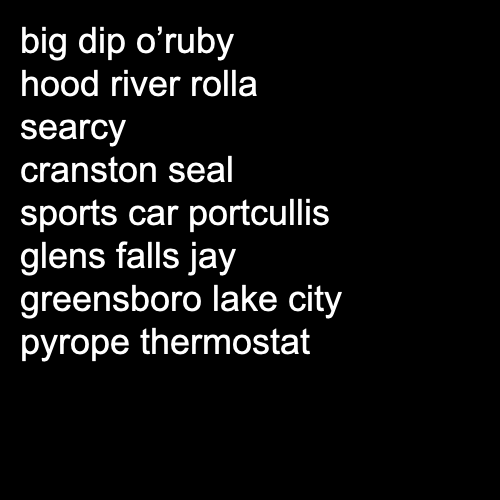 big dip o’ruby
hood river rolla
searcy
cranston seal
sports car portcullis
glens falls jay
greensboro lake city
pyrope thermostat